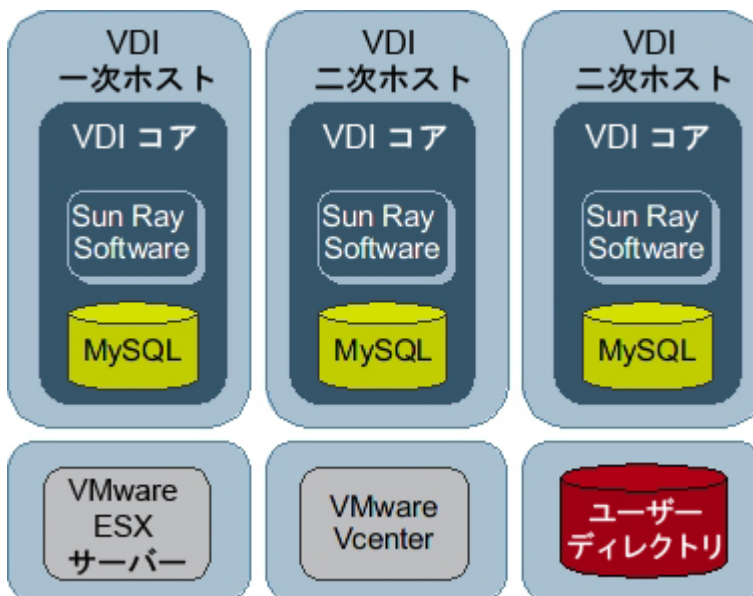 VDI
一次ホスト
VDI コア
Sun Ray
Software
MySQL
VDI
二次ホスト
VDI コア
Sun Ray
Software
MySQL
VDI
二次ホスト
VDI コア
Sun Ray
Software
MySQL
VMware
ESX
サーバー
VMware
Vcenter
ユーザー
ディレクトリ